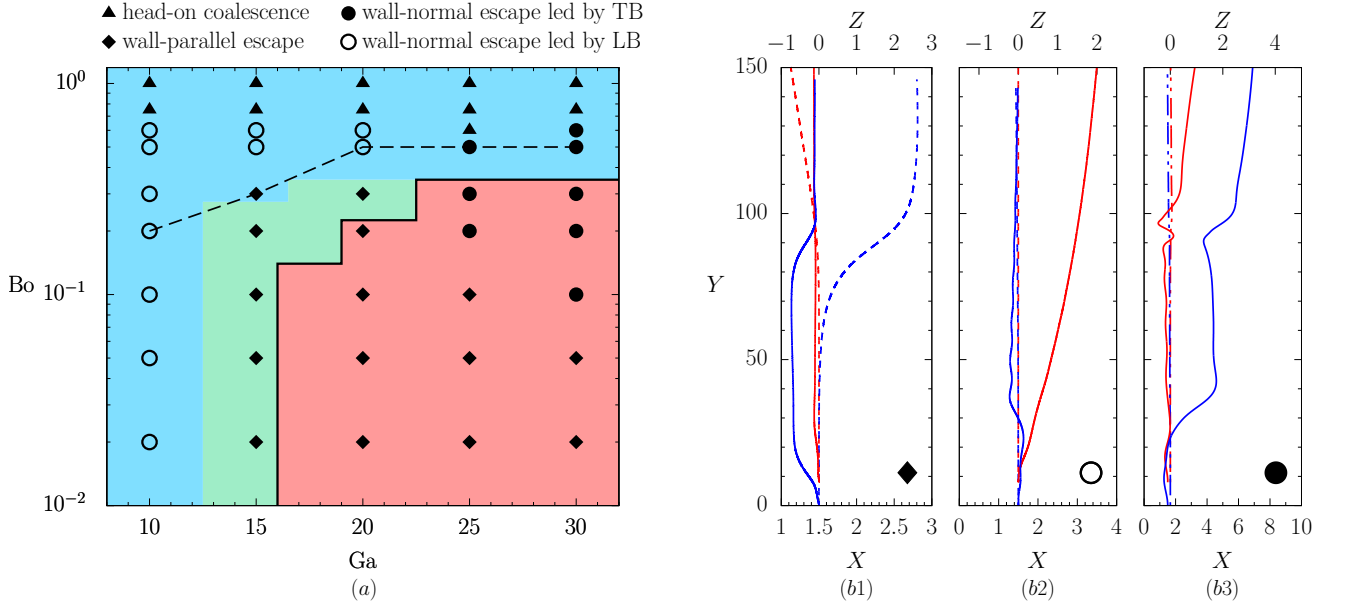 ▲ head-on coalescence ● wall-normal escape led by TB
◆ wall-parallel escape ○ wall-normal escape led by LB
10⁰
10⁻¹
10⁻²
Bo
10 15 20 25 30
Ga
(a)
Z Z Z
−1 0 1 2 3 −1 0 1 2 0 2 4
150
100
50
0
Y
1 1.5 2 2.5 3 0 1 2 3 4 0 2 4 6 8 10
X X X
(b1) (b2) (b3)